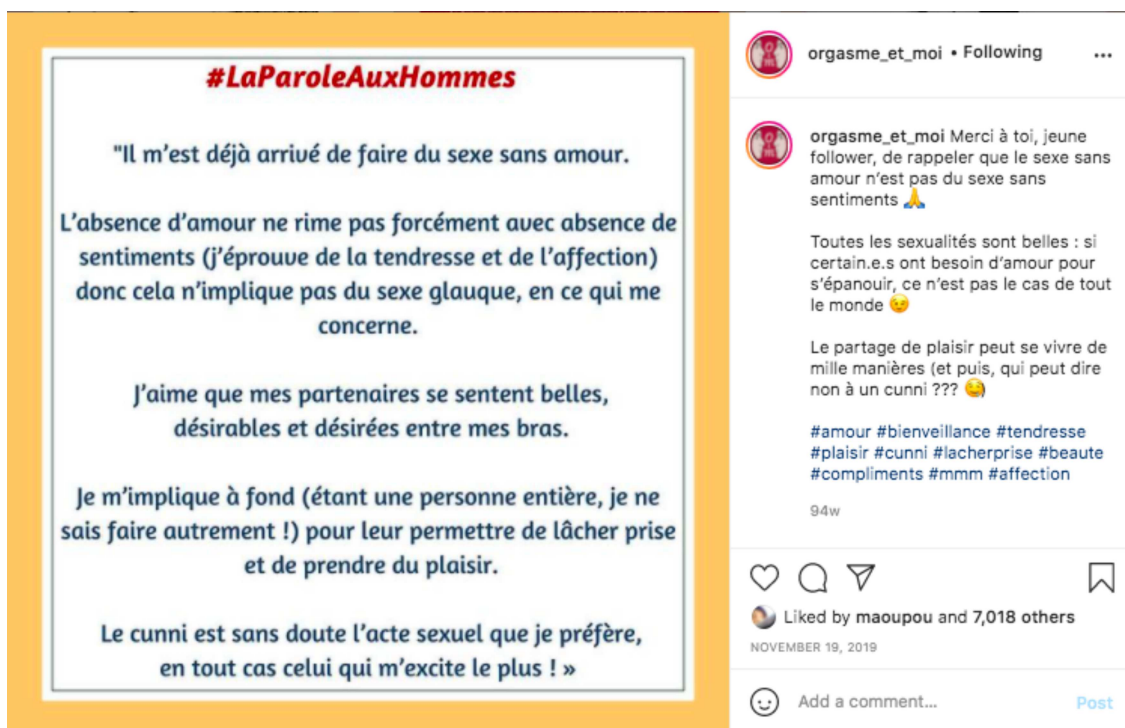 #LaParoleAuxHommes
"Il m'est déjà arrivé de faire du sexe sans amour.
L'absence d'amour ne rime pas forcément avec absence de
sentiments (j'éprouve de la tendresse et de l'affection)
donc cela n'implique pas du sexe glauque, en ce qui me
concerne.
J'aime que mes partenaires se sentent belles,
désirables et désirées entre mes bras.
Je m'implique à fond (étant une personne entière, je ne
sais faire autrement !) pour leur permettre de lâcher prise
et de prendre du plaisir.
Le cunni est sans doute l'acte sexuel que je préfère,
en tout cas celui qui m'excite le plus ! »
orgasme_et_moi • Following
orgasme_et_moi Merci à toi, jeune
follower, de rappeler que le sexe sans
amour n'est pas du sexe sans
sentiments 🙏
Toutes les sexualités sont belles : si
certain.e.s ont besoin d'amour pour
s'épanouir, ce n'est pas le cas de tout
le monde 😉
Le partage de plaisir peut se vivre de
mille manières (et puis, qui peut dire
non à un cunni ??? 🤤)
#amour #bienveillance #tendresse
#plaisir #cunni #lacherprise #beaute
#compliments #mmm #affection
94w
Liked by maoupou and 7,018 others
NOVEMBER 19, 2019
Add a comment...
Post